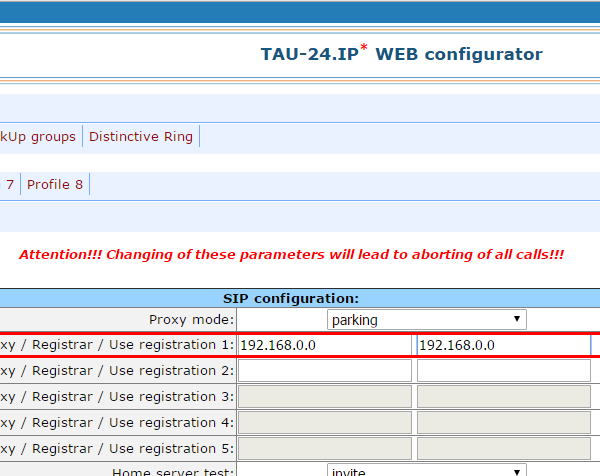 TAU-24.IP* WEB configurator
kUp groups Distinctive Ring
7 Profile 8
Attention!!! Changing of these parameters will lead to aborting of all calls!!!
SIP configuration:
Proxy mode: parking
xy / Registrar / Use registration 1: 192.168.0.0 192.168.0.0
xy / Registrar / Use registration 2:
xy / Registrar / Use registration 3:
xy / Registrar / Use registration 4:
xy / Registrar / Use registration 5:
Home server test: invite